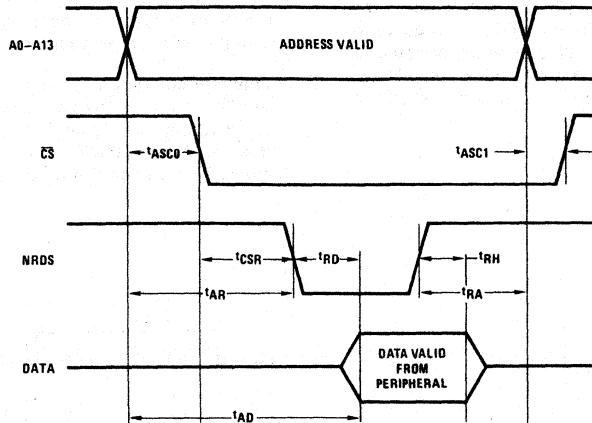 A0–A13
ADDRESS VALID
CS
tASC0
tASC1
NRDS
tCSR
tRD
tRH
tAR
tRA
DATA
DATA VALID
FROM
PERIPHERAL
tAD